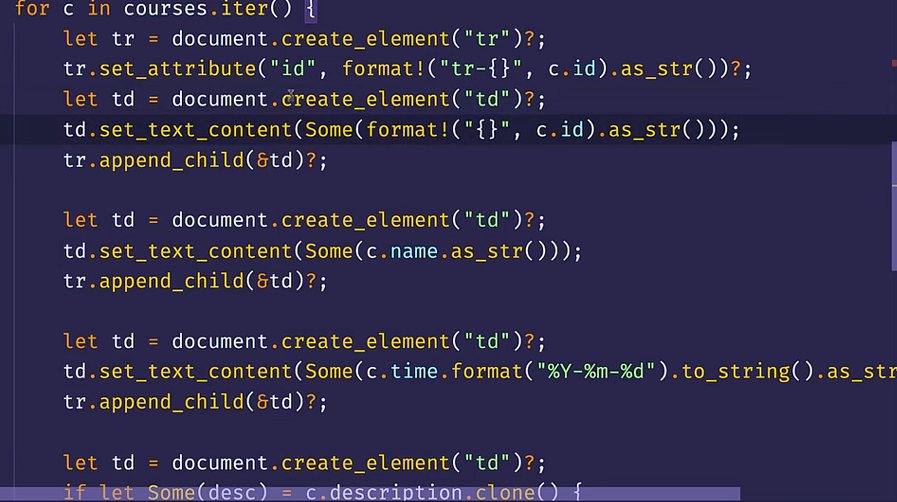 for c in courses.iter() {
let tr = document.create_element("tr")?;
tr.set_attribute("id", format!("tr-{}", c.id).as_str())?;
let td = document.create_element("td")?;
td.set_text_content(Some(format!("{}", c.id).as_str()));
tr.append_child(&td)?;
let td = document.create_element("td")?;
td.set_text_content(Some(c.name.as_str()));
tr.append_child(&td)?;
let td = document.create_element("td")?;
td.set_text_content(Some(c.time.format("%Y-%m-%d").to_string().as_str
tr.append_child(&td)?;
let td = document.create_element("td")?;
if let Some(desc) = c.description.clone() {